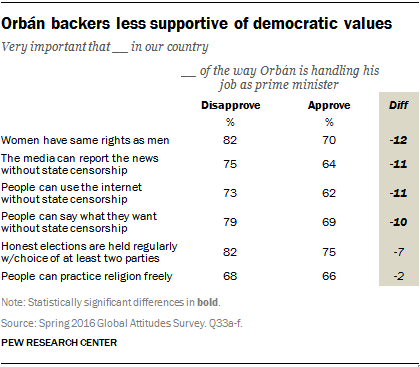 Orbán backers less supportive of democratic values
Very important that __ in our country
__ of the way Orbán is handling his
job as prime minister
Disapprove Approve Diff
% %
Women have same rights as men 82 70 -12
The media can report the news
without state censorship 75 64 -11
People can use the internet
without state censorship 73 62 -11
People can say what they want
without state censorship 79 69 -10
Honest elections are held regularly
w/choice of at least two parties 82 75 -7
People can practice religion freely 68 66 -2
Note: Statistically significant differences in bold.
Source: Spring 2016 Global Attitudes Survey. Q33a-f.
PEW RESEARCH CENTER